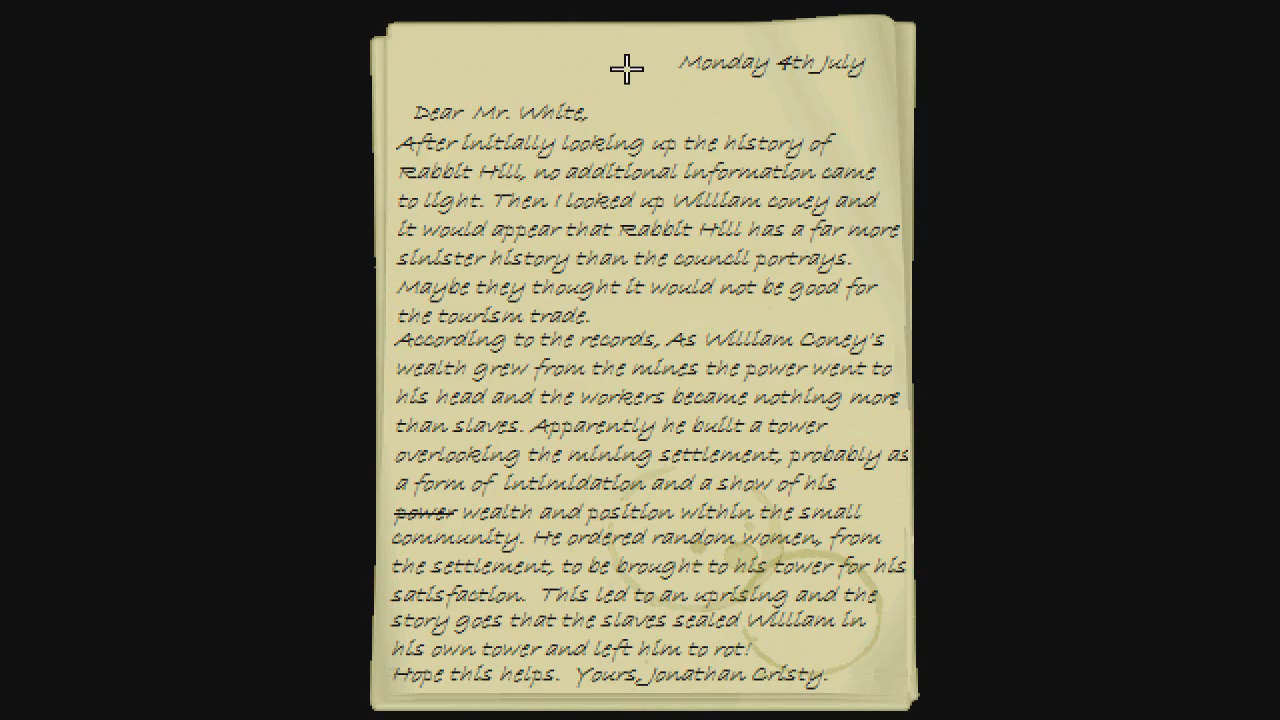 Monday 4th July
Dear Mr. White,
After initially looking up the history of
Rabbit Hill, no additional information came
to light. Then I looked up William coney and
it would appear that Rabbit Hill has a far more
sinister history than the council portrays.
Maybe they thought it would not be good for
the tourism trade.
According to the records, As William Coney's
wealth grew from the mines the power went to
his head and the workers became nothing more
than slaves. Apparently he built a tower
overlooking the mining settlement, probably as
a form of intimidation and a show of his
power wealth and position within the small
community. He ordered random women, from
the settlement, to be brought to his tower for his
satisfaction. This led to an uprising and the
story goes that the slaves sealed William in
his own tower and left him to rot!
Hope this helps. Yours, Jonathan Cristy.